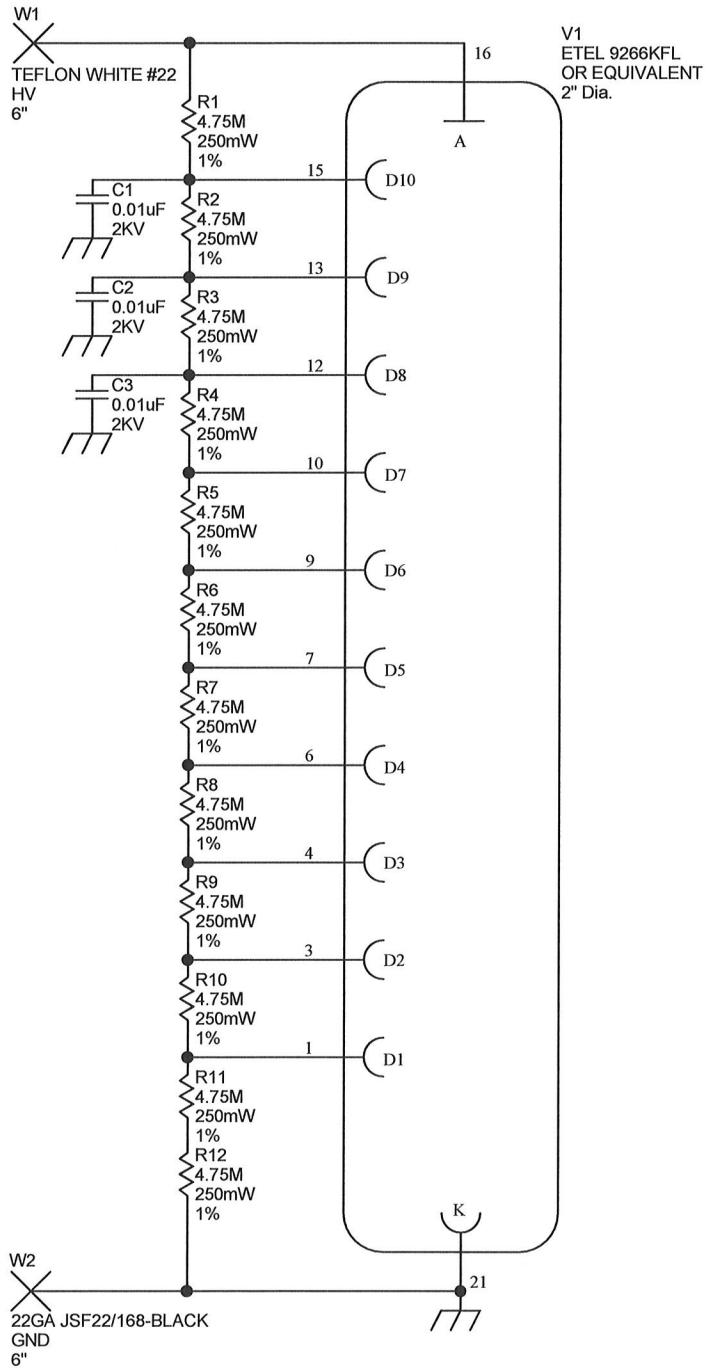 W1
TEFLON WHITE #22
HV
6"
V1
ETEL 9266KFL
OR EQUIVALENT
2" Dia.
16
A
R1
4.75M
250mW
1%
15
D10
C1
0.01uF
2KV
R2
4.75M
250mW
1%
13
D9
C2
0.01uF
2KV
R3
4.75M
250mW
1%
12
D8
C3
0.01uF
2KV
R4
4.75M
250mW
1%
10
D7
R5
4.75M
250mW
1%
9
D6
R6
4.75M
250mW
1%
7
D5
R7
4.75M
250mW
1%
6
D4
R8
4.75M
250mW
1%
4
D3
R9
4.75M
250mW
1%
3
D2
R10
4.75M
250mW
1%
1
D1
R11
4.75M
250mW
1%
R12
4.75M
250mW
1%
K
21
W2
22GA JSF22/168-BLACK
GND
6"